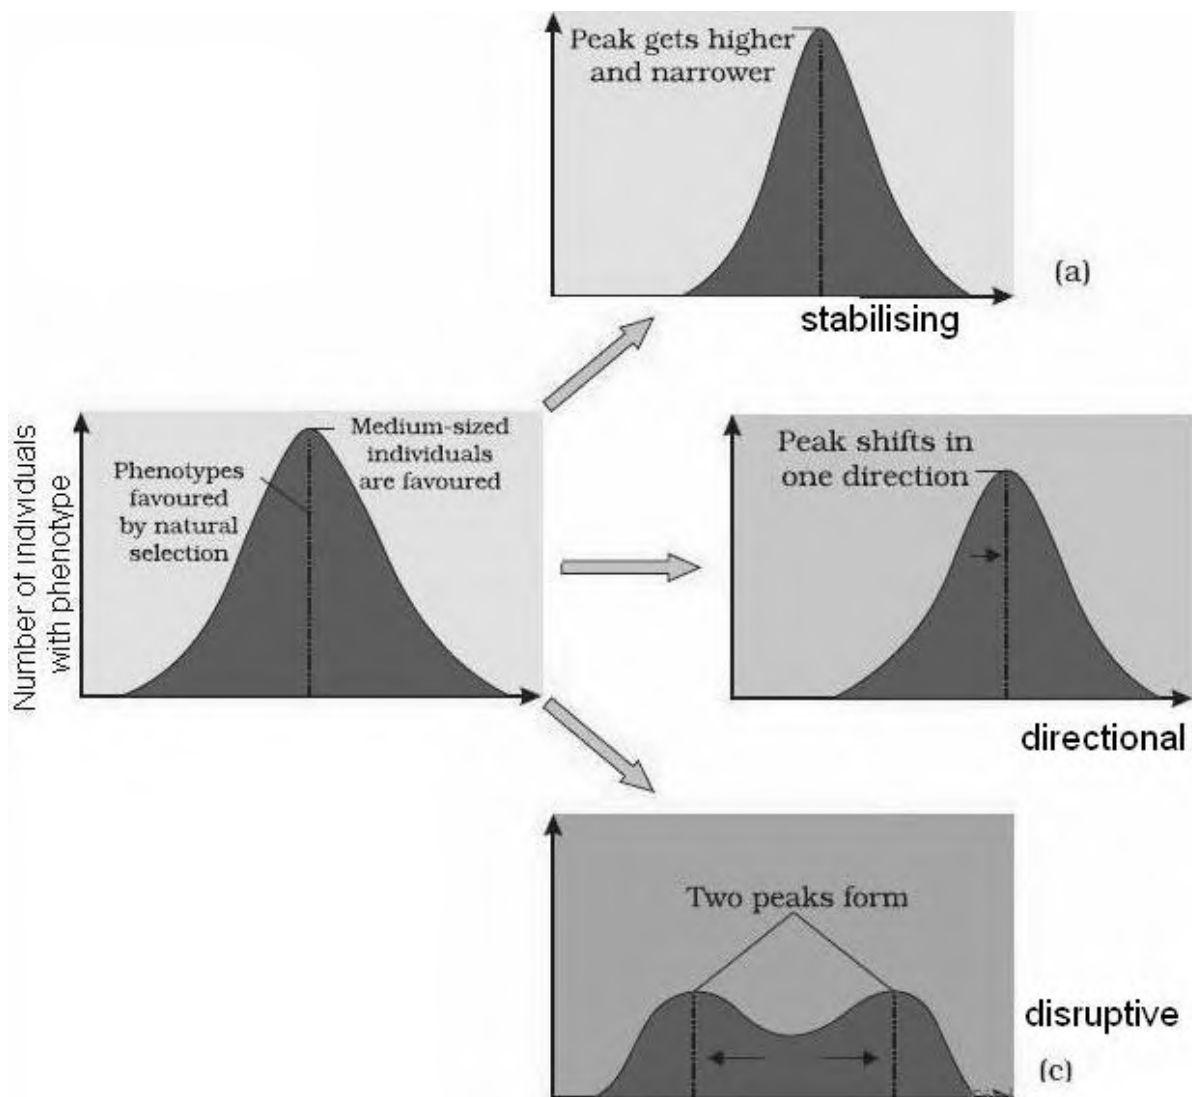 Peak gets higher
and narrower
(a)
stabilising
Number of individuals
with phenotype
Phenotypes
favoured
by natural
selection
Medium-sized
individuals
are favoured
Peak shifts in
one direction
directional
Two peaks form
disruptive
(c)